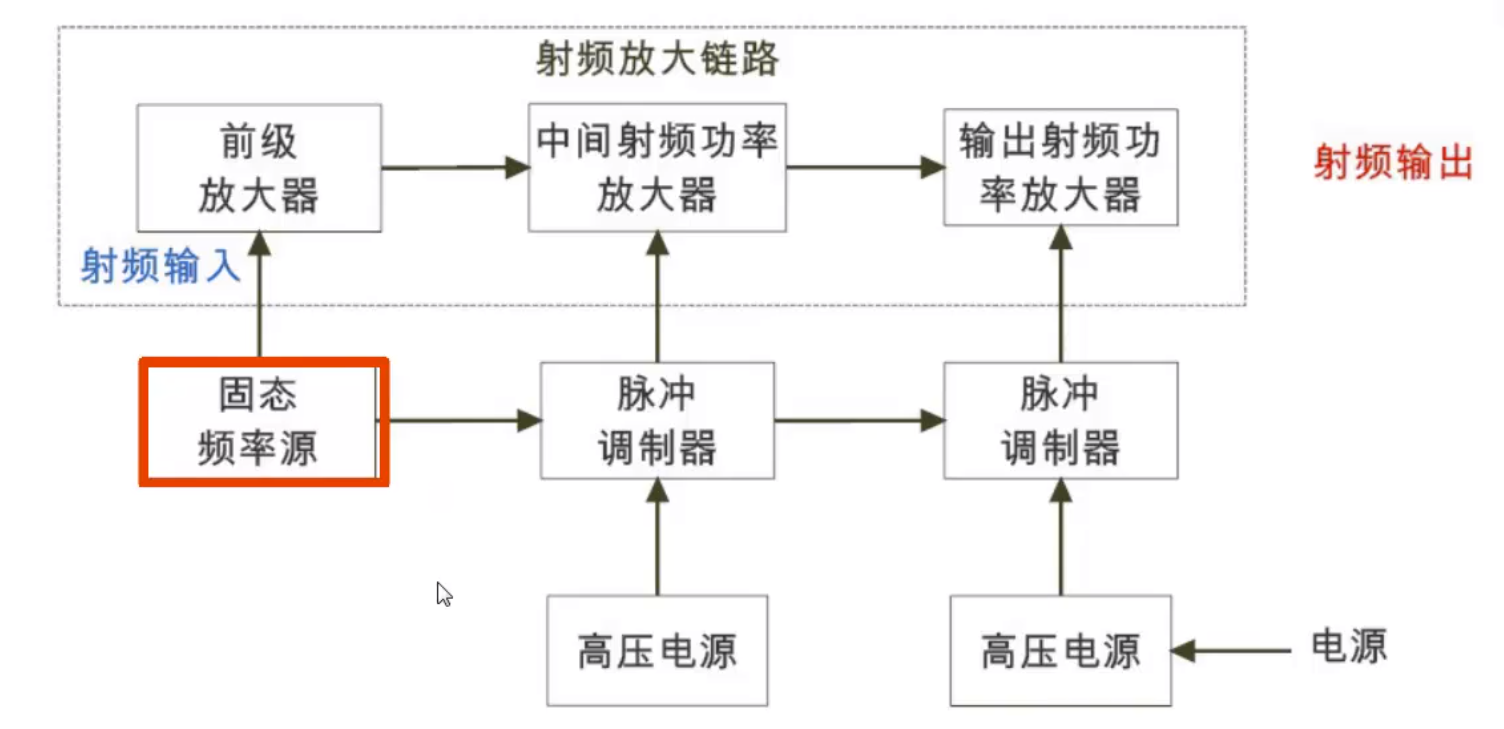 射频放大链路
前级
放大器
中间射频功率
放大器
输出射频功
率放大器
射频输出
射频输入
固态
频率源
脉冲
调制器
脉冲
调制器
高压电源
高压电源
电源